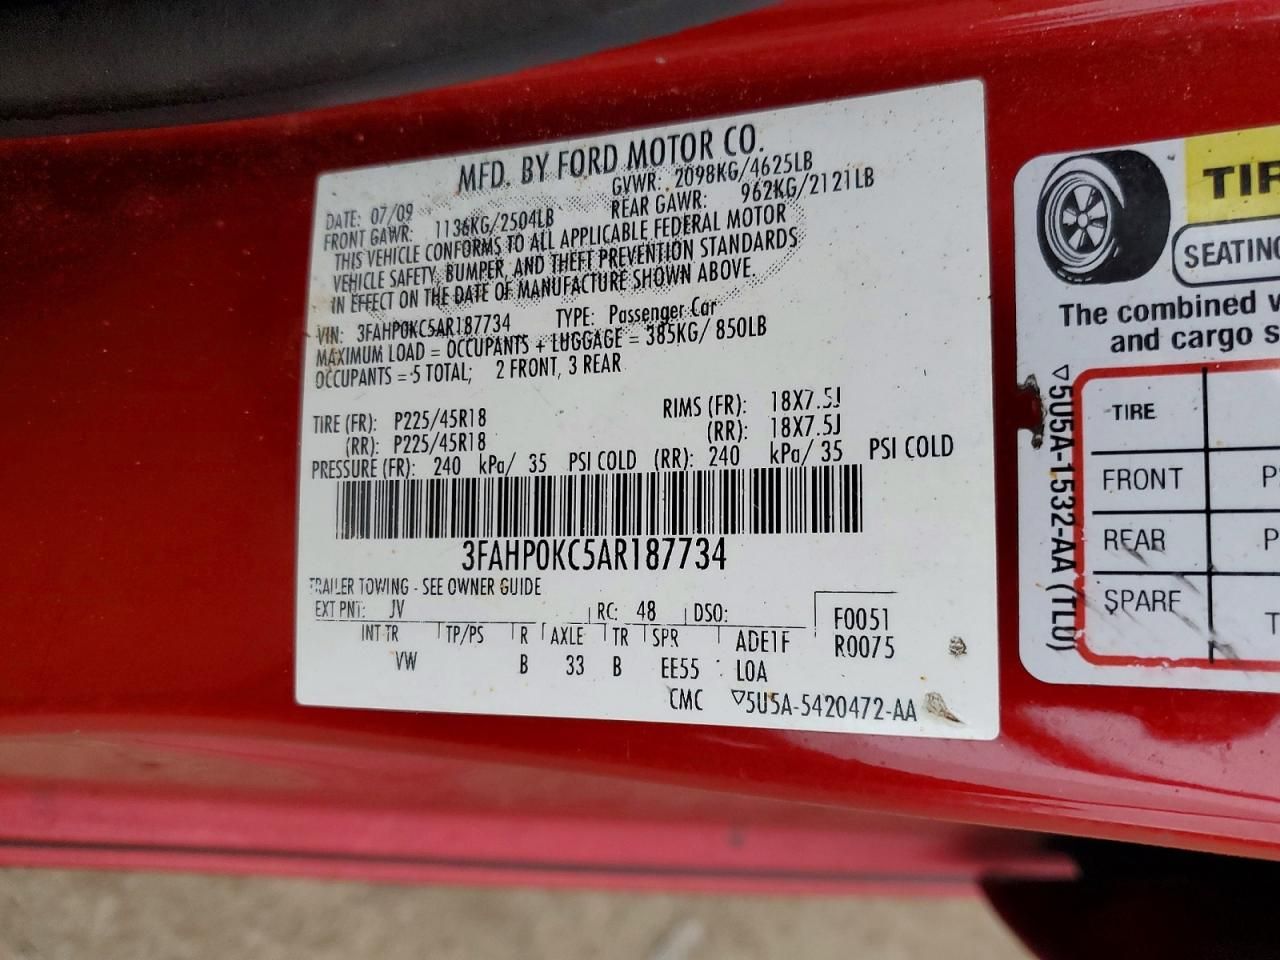 MFD. BY FORD MOTOR CO.
DATE: 07/09 GVWR: 2098KG/4625LB
FRONT GAWR: 1136KG/2504LB REAR GAWR: 962KG/2121LB
THIS VEHICLE CONFORMS TO ALL APPLICABLE FEDERAL MOTOR
VEHICLE SAFETY, BUMPER, AND THEFT PREVENTION STANDARDS
IN EFFECT ON THE DATE OF MANUFACTURE SHOWN ABOVE.
VIN: 3FAHP0KC5AR187734 TYPE: Passenger Car
MAXIMUM LOAD = OCCUPANTS + LUGGAGE = 385KG/ 850LB
OCCUPANTS = 5 TOTAL; 2 FRONT, 3 REAR
TIRE (FR): P225/45R18 RIMS (FR): 18X7.5J
(RR): P225/45R18 (RR): 18X7.5J
PRESSURE (FR): 240 kPa/ 35 PSI COLD (RR): 240 kPa/ 35 PSI COLD
3FAHP0KC5AR187734
TRAILER TOWING - SEE OWNER GUIDE
EXT PNT: JV RC: 48 DSO: F0051
INT TR TP/PS R AXLE TR SPR ADE1F R0075
VW B 33 B EE55 LOA
CMC ▽5U5A-5420472-AA
TIR
SEATING
The combined
and cargo s
TIRE
FRONT P
REAR P
SPARE T
▽5U5A-1532-AA (TLU)